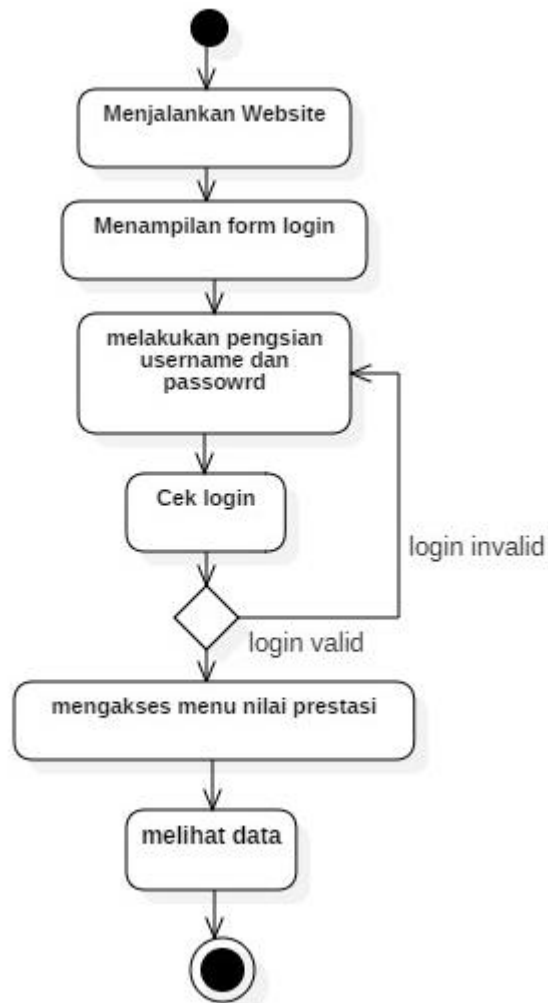 Menjalankan Website
Menampilan form login
melakukan pengsian
username dan
passowrd
Cek login
login invalid
login valid
mengakses menu nilai prestasi
melihat data